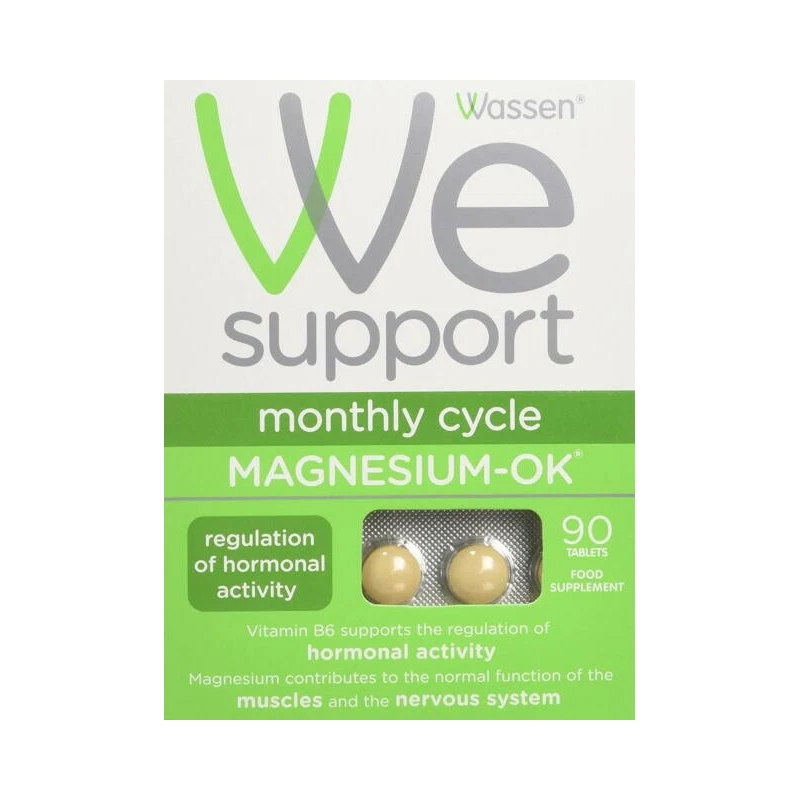 Wassen®
We
support
monthly cycle
MAGNESIUM-OK®
regulation
of hormonal
activity
90
TABLETS
FOOD
SUPPLEMENT
Vitamin B6 supports the regulation of
hormonal activity
Magnesium contributes to the normal function of the
muscles and the nervous system